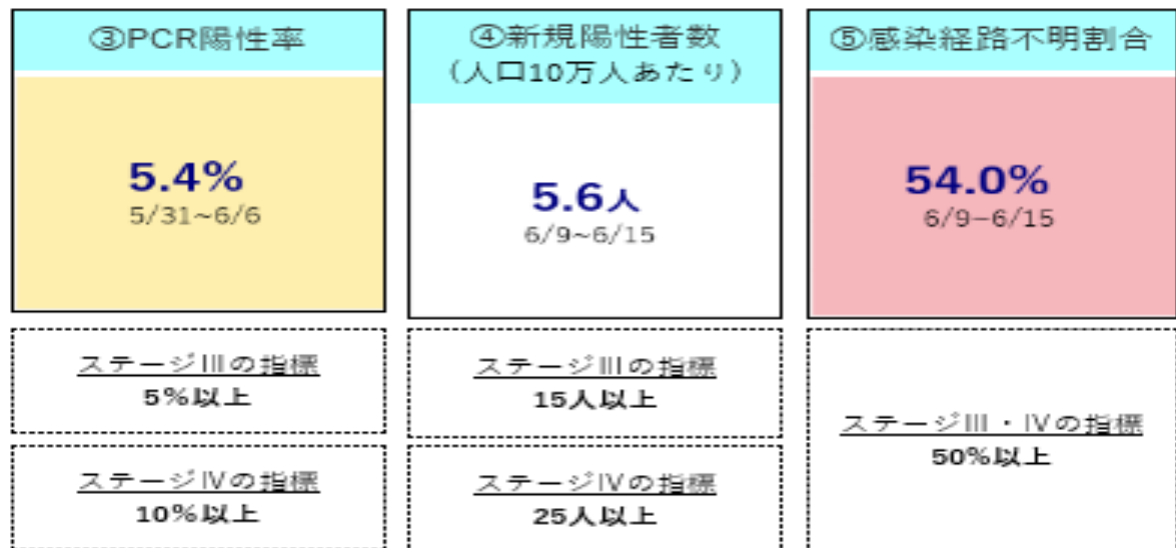 ③PCR陽性率
5.4%
5/31~6/6
ステージⅢの指標
5%以上
ステージⅣの指標
10%以上
④新規陽性者数
（人口10万人あたり）
5.6人
6/9~6/15
ステージⅢの指標
15人以上
ステージⅣの指標
25人以上
⑤感染経路不明割合
54.0%
6/9−6/15
ステージⅢ・Ⅳの指標
50%以上